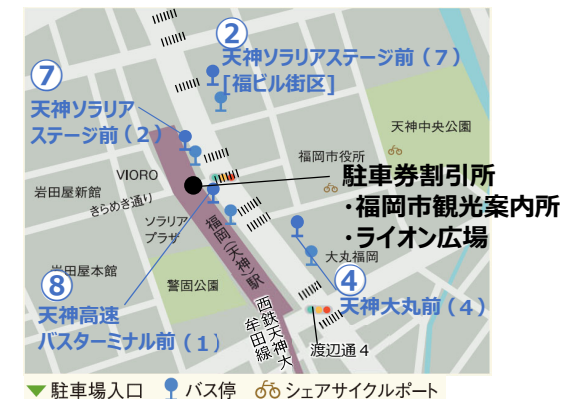 ②
天神ソラリアステージ前（7）
[福ビル街区]
⑦
天神ソラリア
ステージ前（2）
天神中央公園
VIORO
福岡市役所
岩田屋新館
きらめき通り
駐車券割引所
・福岡市観光案内所
・ライオン広場
ソラリア
プラザ
福岡(天神)駅
大丸福岡
岩田屋本館
警固公園
⑧
天神高速
バスターミナル前（1）
④
天神大丸前（4）
西鉄天神大
牟田線
渡辺通4
駐車場入口 バス停 シェアサイクルポート